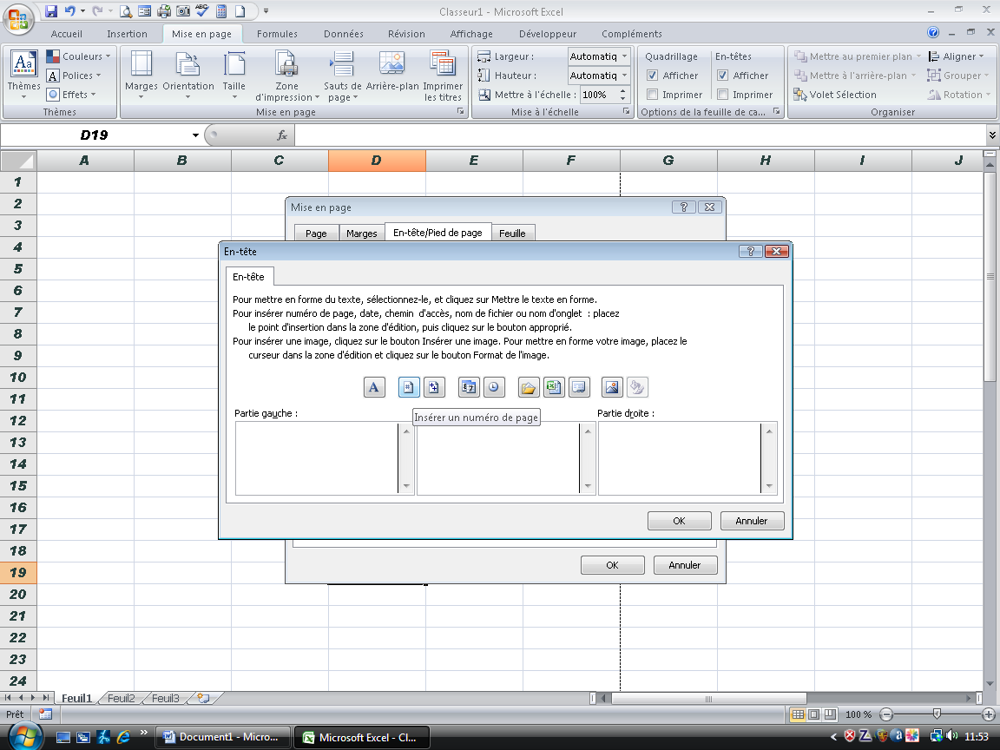 Classeur1 - Microsoft Excel
Accueil Insertion Mise en page Formules Données Révision Affichage Développeur Compléments
Thèmes
Couleurs
Polices
Effets
Thèmes
Marges
Orientation
Taille
Zone
d'impression
Sauts de
page
Arrière-plan
Imprimer
les titres
Mise en page
Largeur : Automatiq
Hauteur : Automatiq
Mettre à l'échelle : 100%
Mise à l'échelle
Quadrillage En-têtes
Afficher Afficher
Imprimer Imprimer
Options de la feuille de ca...
Mettre au premier plan
Mettre à l'arrière-plan
Volet Sélection
Aligner
Grouper
Rotation
Organiser
D19 fx
A B C D E F G H I J
1
2
3
4
5
6
7
8
9
10
11
12
13
14
15
16
17
18
19
20
21
22
23
24
Mise en page ?
Page Marges En-tête/Pied de page Feuille
En-tête ?
En-tête
Pour mettre en forme du texte, sélectionnez-le, et cliquez sur Mettre le texte en forme.
Pour insérer numéro de page, date, chemin d'accès, nom de fichier ou nom d'onglet : placez
le point d'insertion dans la zone d'édition, puis cliquez sur le bouton approprié.
Pour insérer une image, cliquez sur le bouton Insérer une image. Pour mettre en forme votre image, placez le
curseur dans la zone d'édition et cliquez sur le bouton Format de l'image.
A
Partie gauche : Insérer un numéro de page Partie droite :
OK Annuler
OK Annuler
Feuil1 Feuil2 Feuil3
Prêt 100 %
Document1 - Micro... Microsoft Excel - Cl... 11:53